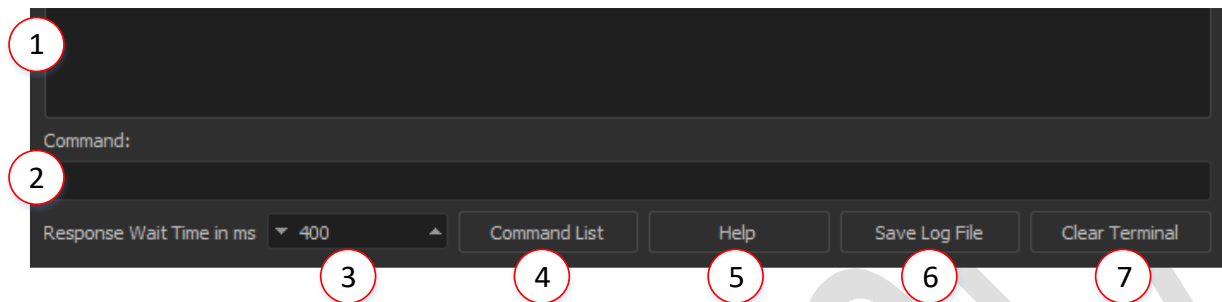 1
Command:
2
Response Wait Time in ms 400 Command List Help Save Log File Clear Terminal
3 4 5 6 7